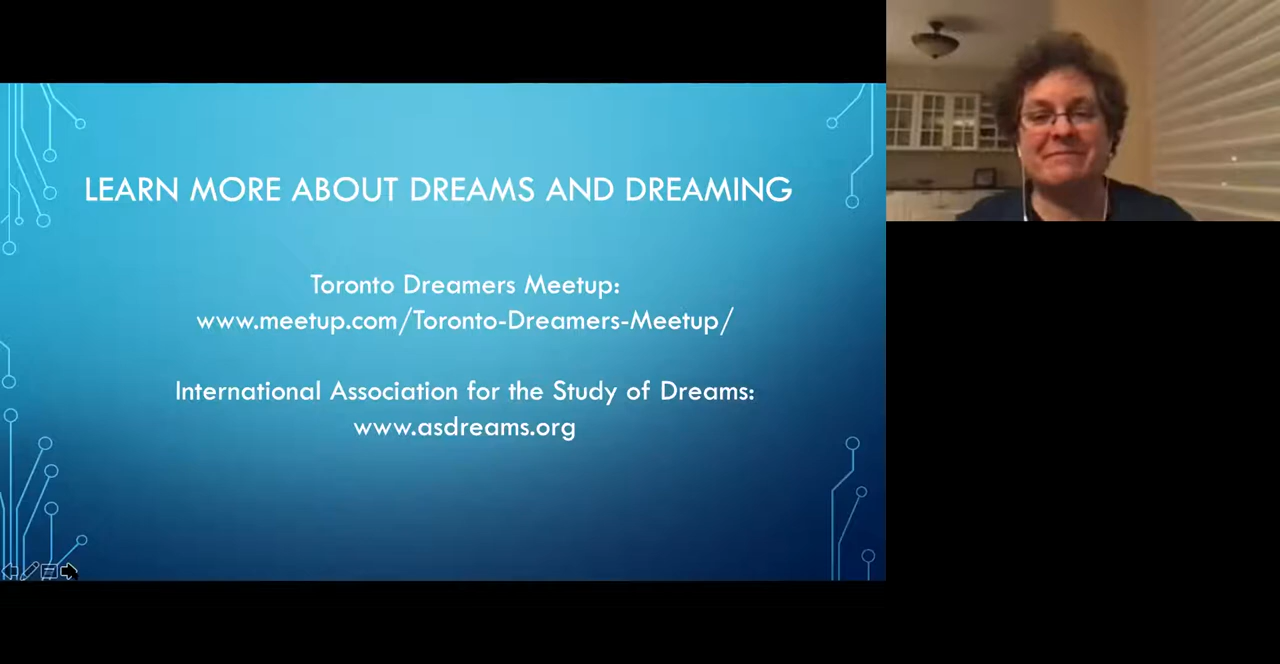 LEARN MORE ABOUT DREAMS AND DREAMING
Toronto Dreamers Meetup:
www.meetup.com/Toronto-Dreamers-Meetup/
International Association for the Study of Dreams:
www.asdreams.org